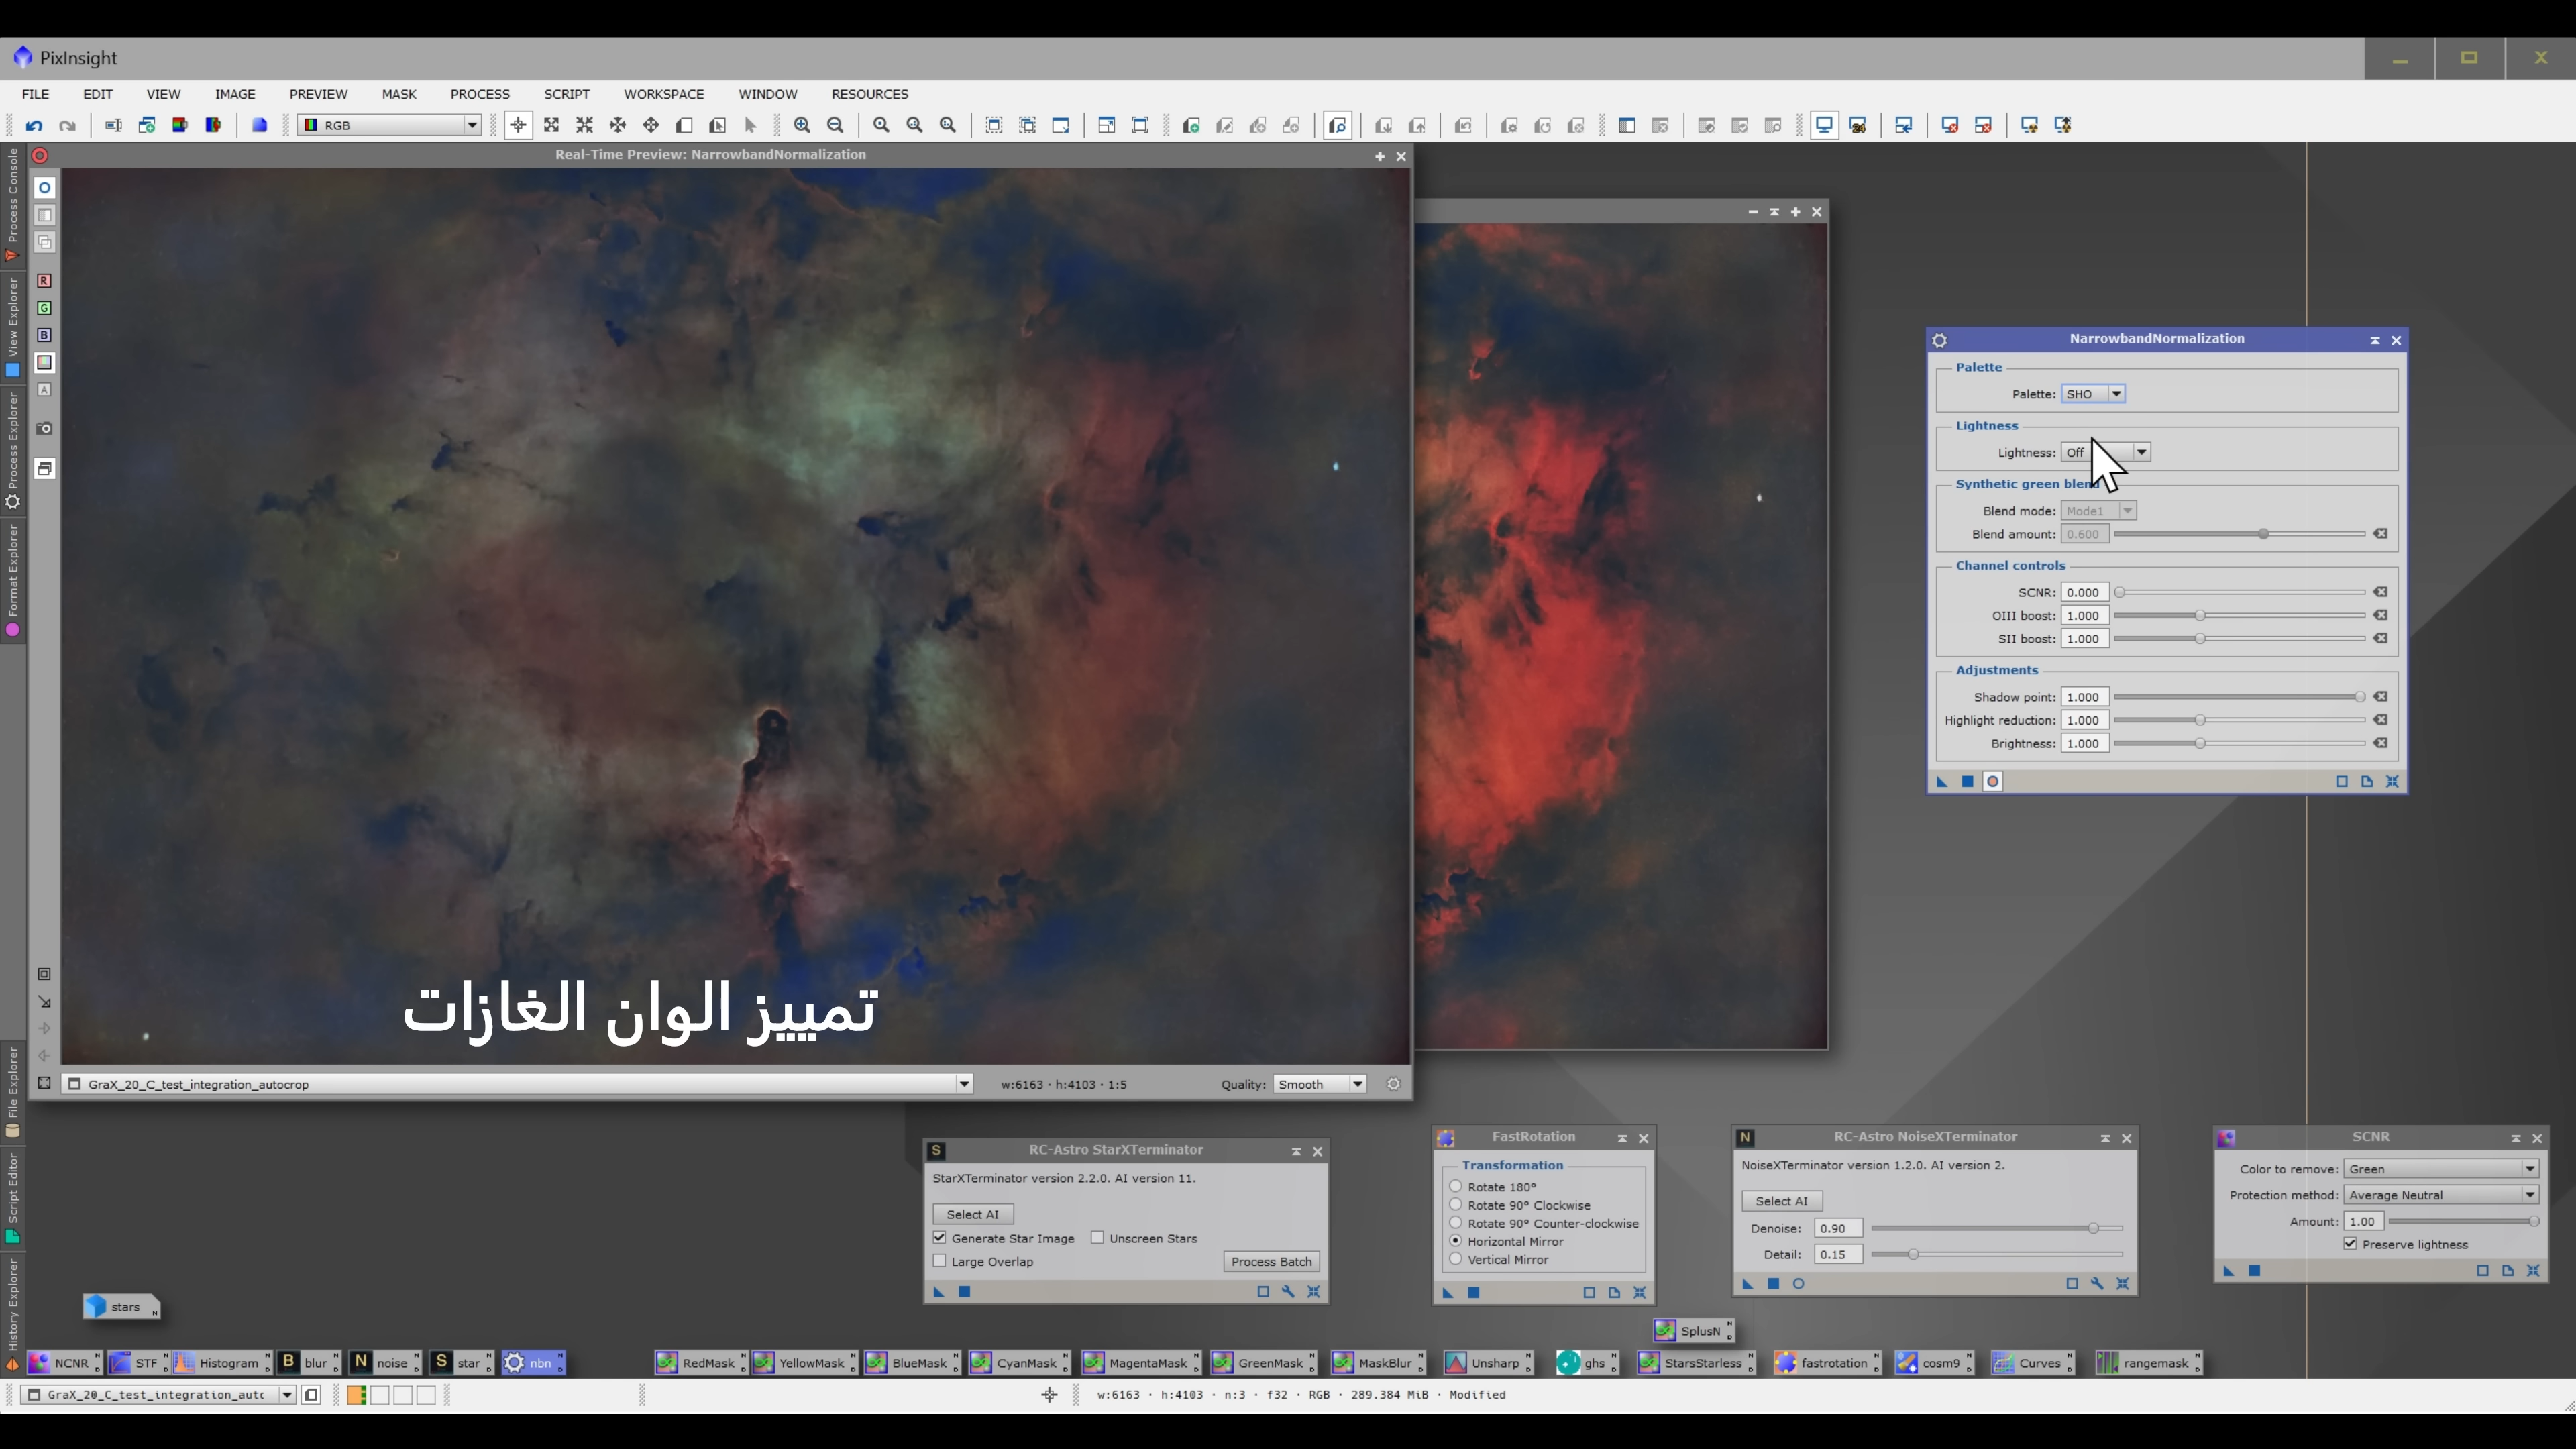 PixInsight
FILE EDIT VIEW IMAGE PREVIEW MASK PROCESS SCRIPT WORKSPACE WINDOW RESOURCES
RGB
24
Process Console
View Explorer
Process Explorer
Format Explorer
File Explorer
Script Editor
History Explorer
Real-Time Preview: NarrowbandNormalization
R
G
B
A
تمييز الوان الغازات
GraX_20_C_test_integration_autocrop
w:6163 · h:4103 · 1:5
Quality: Smooth
NarrowbandNormalization
Palette
Palette: SHO
Lightness
Lightness: Off
Synthetic green blend
Blend mode: Mode1
Blend amount: 0.600
Channel controls
SCNR: 0.000
OIII boost: 1.000
SII boost: 1.000
Adjustments
Shadow point: 1.000
Highlight reduction: 1.000
Brightness: 1.000
S RC-Astro StarXTerminator
StarXTerminator version 2.2.0. AI version 11.
Select AI
Generate Star Image Unscreen Stars
Large Overlap Process Batch
FastRotation
Transformation
Rotate 180°
Rotate 90° Clockwise
Rotate 90° Counter-clockwise
Horizontal Mirror
Vertical Mirror
N RC-Astro NoiseXTerminator
NoiseXTerminator version 1.2.0. AI version 2.
Select AI
Denoise: 0.90
Detail: 0.15
SCNR
Color to remove: Green
Protection method: Average Neutral
Amount: 1.00
Preserve lightness
stars
SplusN
NCNR STF Histogram B blur N noise S star nbn RedMask YellowMask BlueMask CyanMask MagentaMask GreenMask MaskBlur Unsharp ghs StarsStarless fastrotation cosm9 Curves rangemask
GraX_20_C_test_integration_autc
w:6163 · h:4103 · n:3 · f32 · RGB · 289.384 MiB · Modified